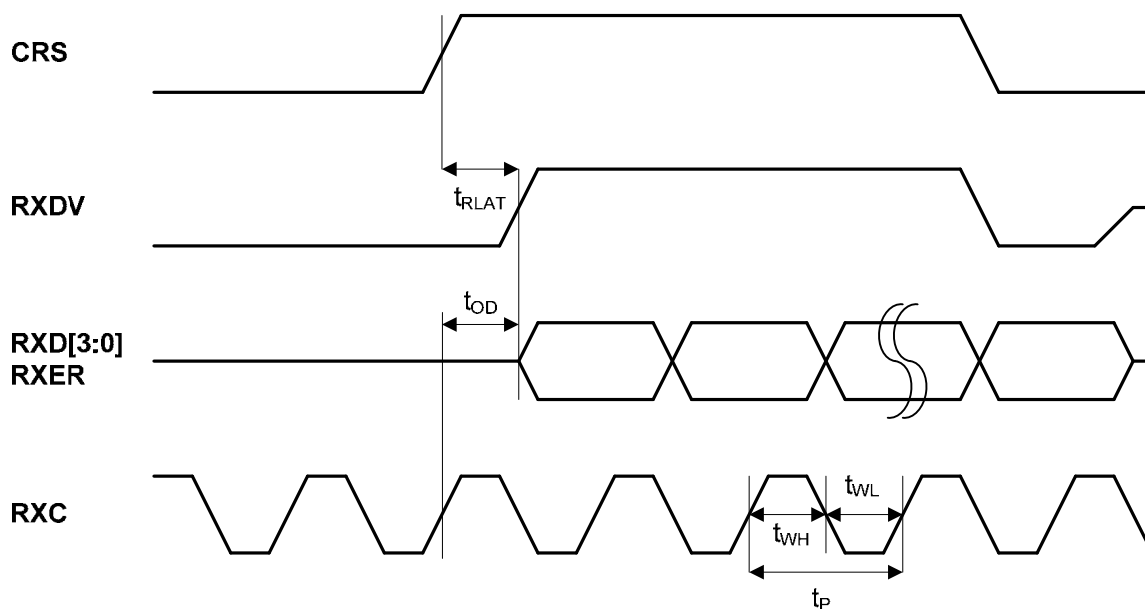 CRS
RXDV
tRLAT
tOD
RXD[3:0]
RXER
RXC
tWH
tWL
tP